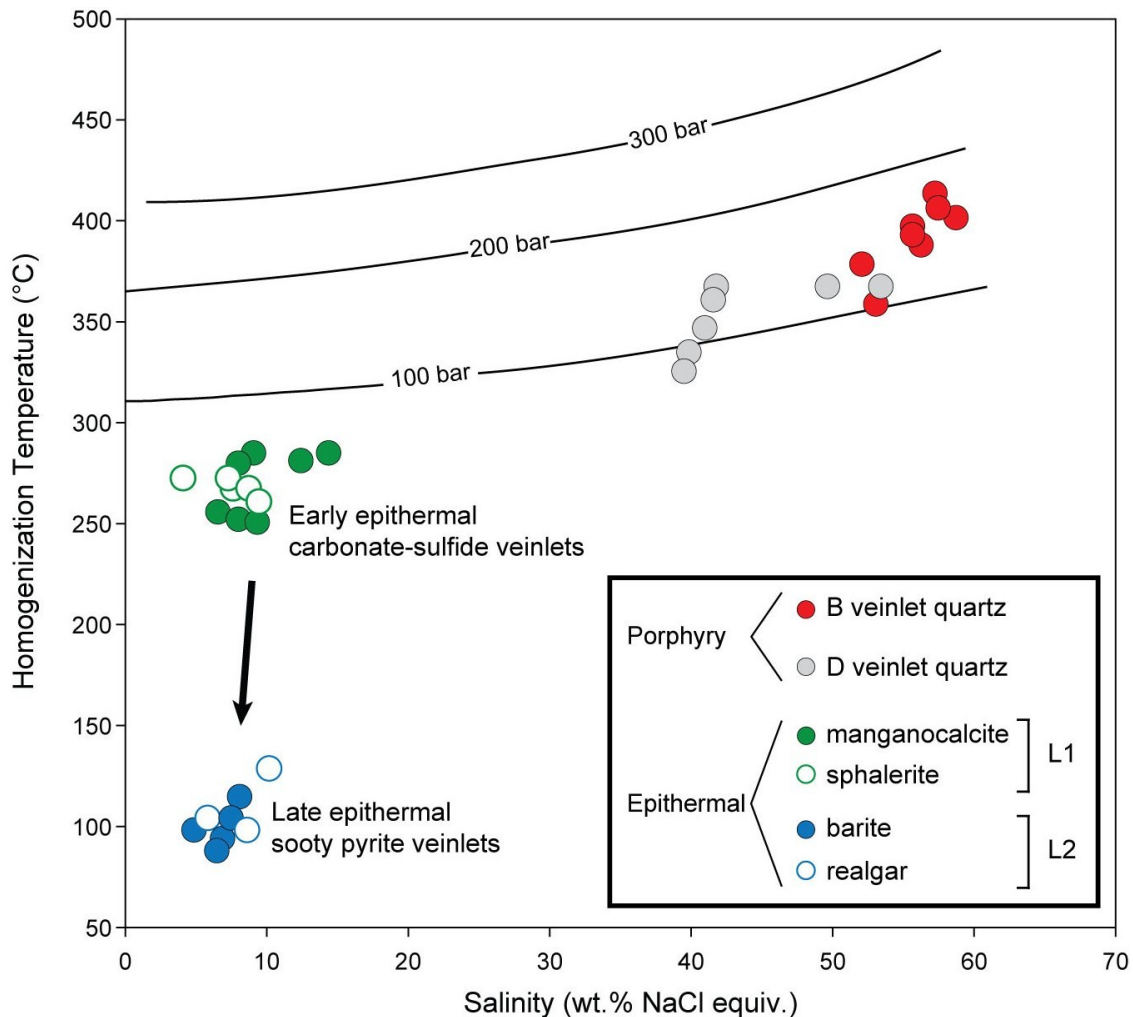 500
450
400
350
300
250
200
150
100
50
Homogenization Temperature (°C)
300 bar
200 bar
100 bar
Early epithermal
carbonate-sulfide veinlets
Late epithermal
sooty pyrite veinlets
Porphyry
B veinlet quartz
D veinlet quartz
Epithermal
manganocalcite
sphalerite
L1
barite
realgar
L2
0 10 20 30 40 50 60 70
Salinity (wt.% NaCl equiv.)